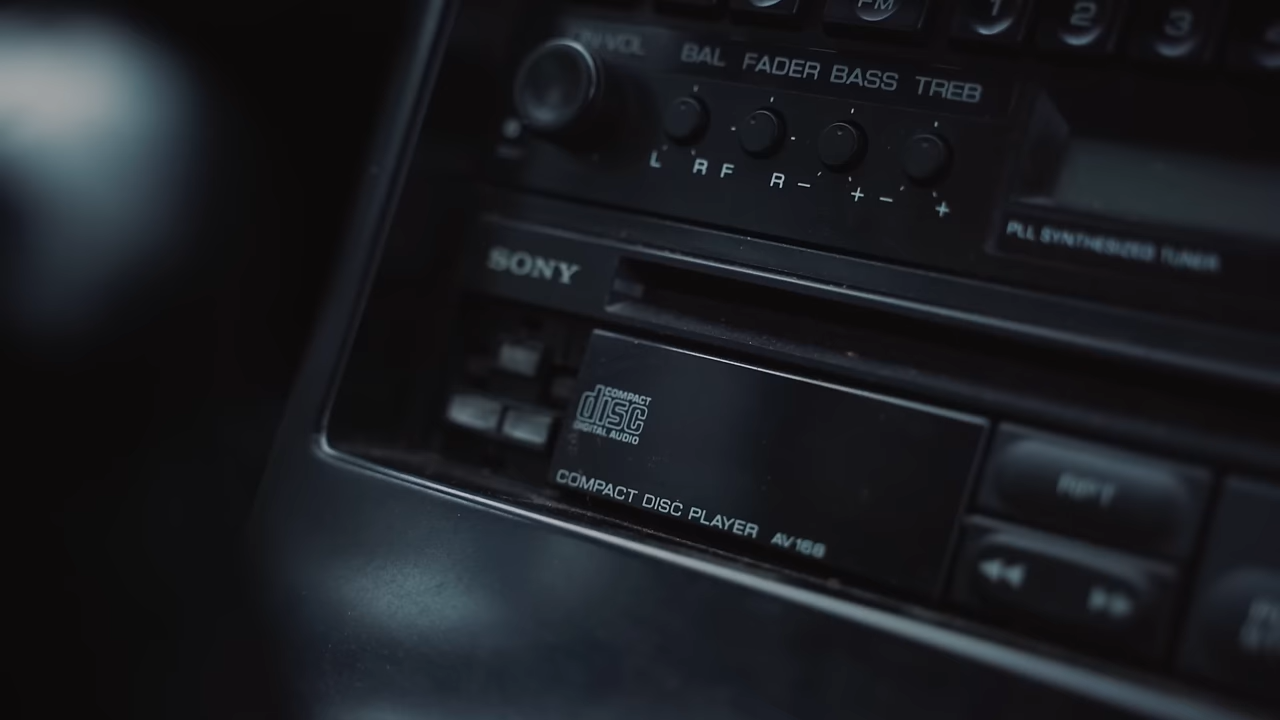 FM 1 2 3
VOL
BAL FADER BASS TREB
L R F R - + - +
PLL SYNTHESIZED TUNER
SONY
COMPACT
disc
DIGITAL AUDIO
COMPACT DISC PLAYER AV168
RPT